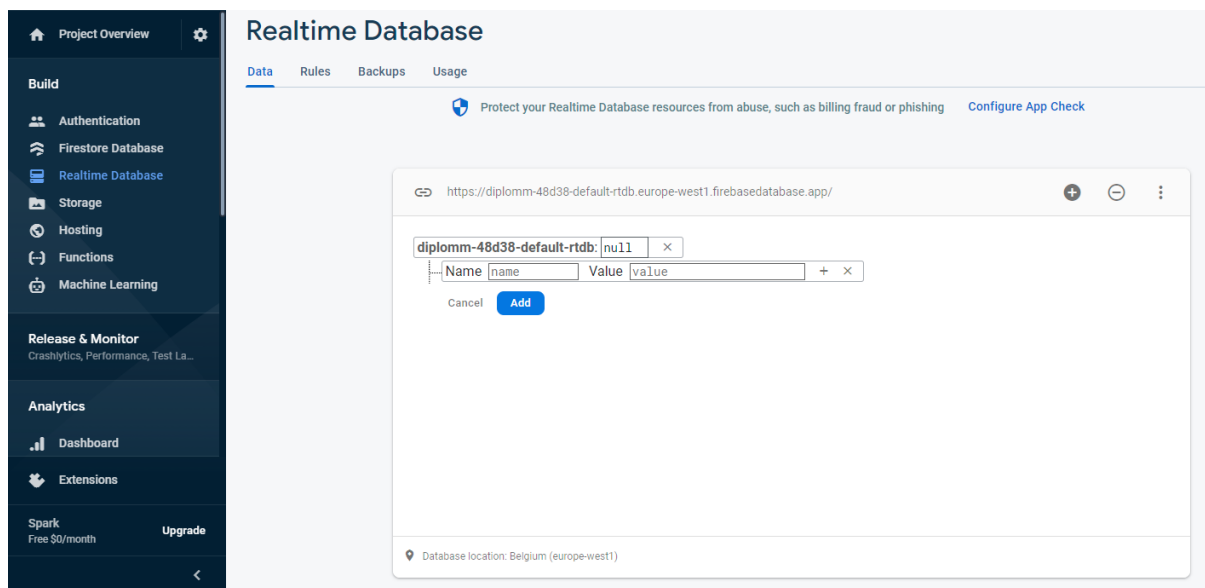 Project Overview
Build
Authentication
Firestore Database
Realtime Database
Storage
Hosting
Functions
Machine Learning
Release & Monitor
Crashlytics, Performance, Test La...
Analytics
Dashboard
Extensions
Spark
Free $0/month
Upgrade
Realtime Database
Data Rules Backups Usage
Protect your Realtime Database resources from abuse, such as billing fraud or phishing Configure App Check
https://diplomm-48d38-default-rtdb.europe-west1.firebasedatabase.app/
diplomm-48d38-default-rtdb: null
Name name Value value
Cancel Add
Database location: Belgium (europe-west1)